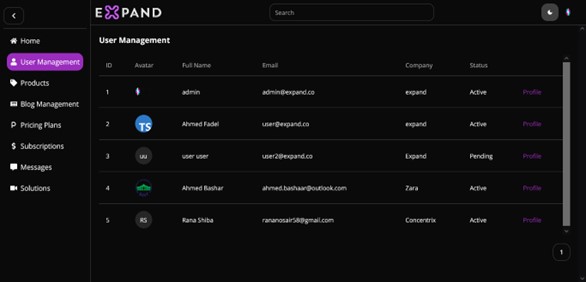 EXPAND
Search
Home
User Management
Products
Blog Management
Pricing Plans
Subscriptions
Messages
Solutions
User Management
ID Avatar Full Name Email Company Status
1 admin admin@expand.co expand Active Profile
2 TS Ahmed Fadel user@expand.co expand Active Profile
3 uu user user user2@expand.co Expand Pending Profile
4 Ahmed Bashar ahmed.bashaar@outlook.com Zara Active Profile
5 RS Rana Shiba rananosair58@gmail.com Concentrix Active Profile
1